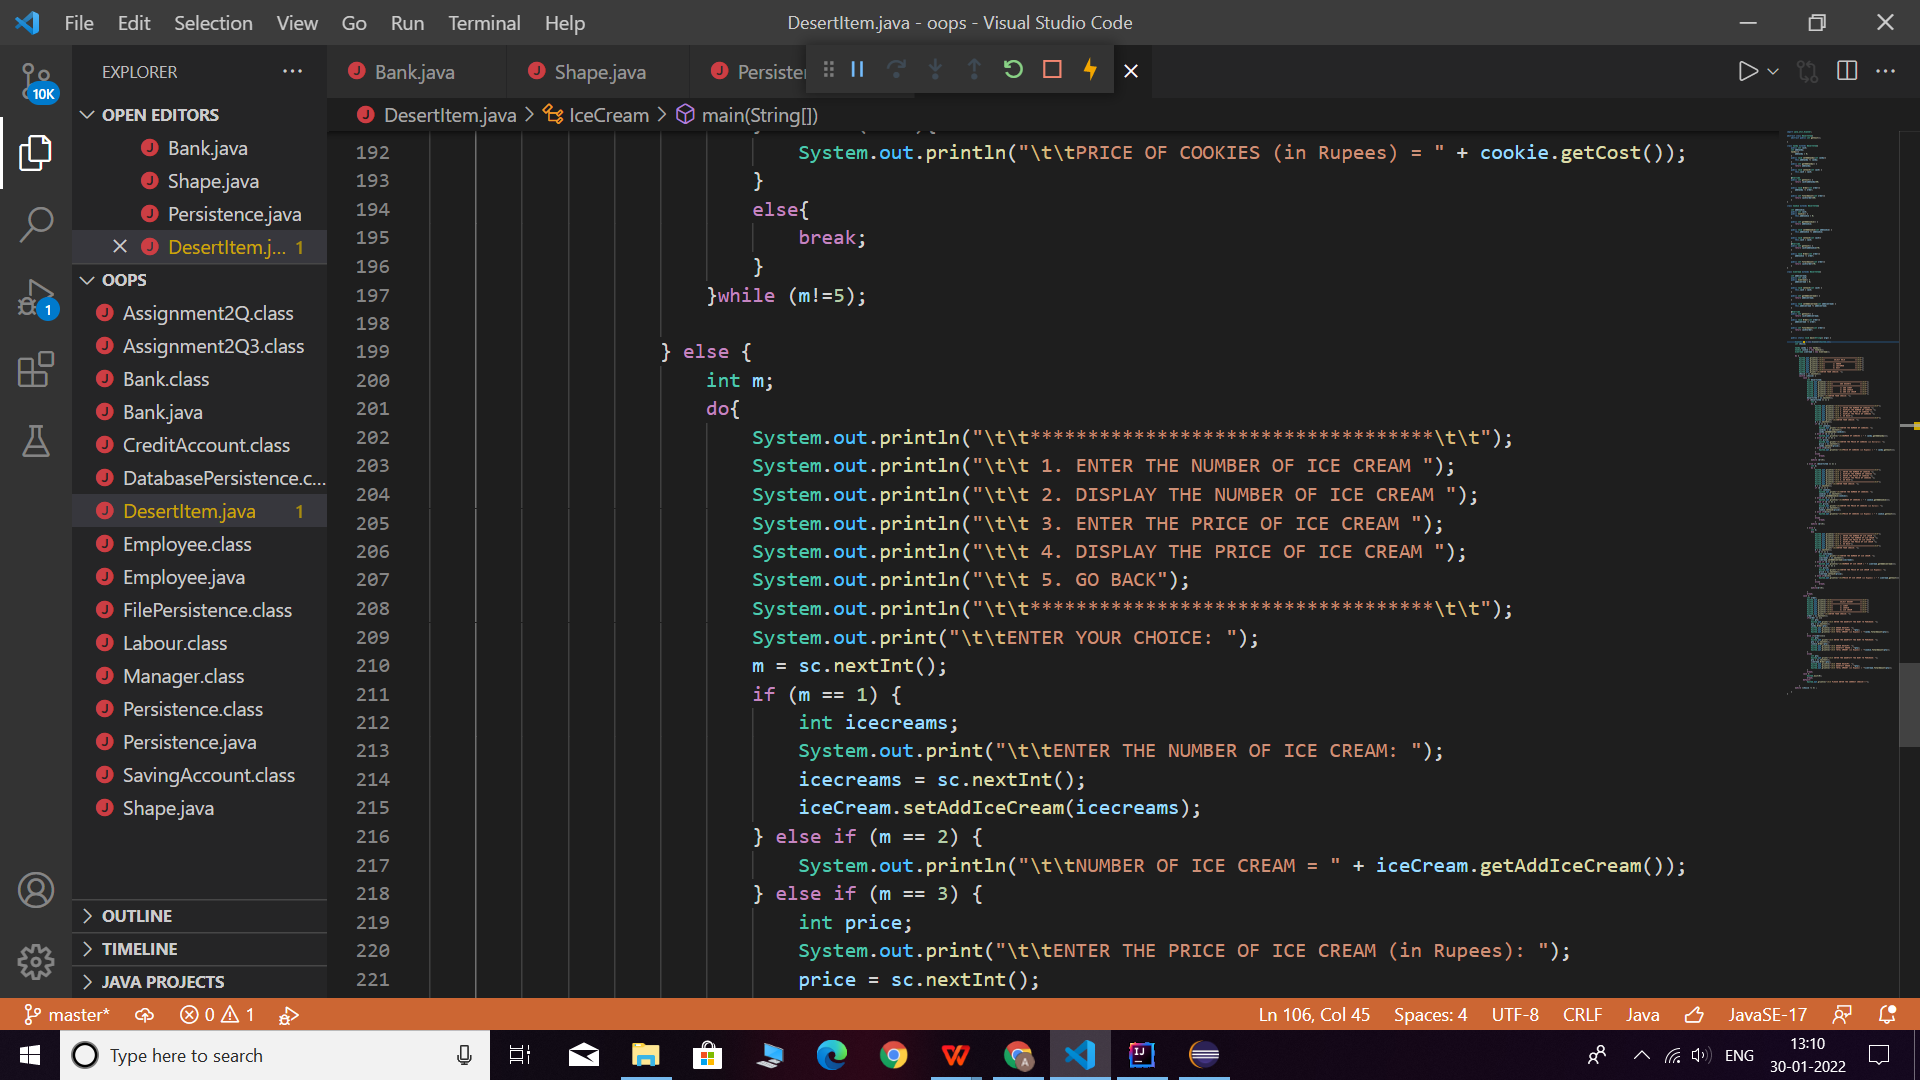 File Edit Selection View Go Run Terminal Help
DesertItem.java - oops - Visual Studio Code
EXPLORER
Bank.java Shape.java Persiste
DesertItem.java > IceCream > main(String[])
10K
OPEN EDITORS
Bank.java
Shape.java
Persistence.java
DesertItem.j... 1
OOPS
1
Assignment2Q.class
Assignment2Q3.class
Bank.class
Bank.java
CreditAccount.class
DatabasePersistence.c...
DesertItem.java 1
Employee.class
Employee.java
FilePersistence.class
Labour.class
Manager.class
Persistence.class
Persistence.java
SavingAccount.class
Shape.java
OUTLINE
TIMELINE
JAVA PROJECTS
192 System.out.println("\t\tPRICE OF COOKIES (in Rupees) = " + cookie.getCost());
193 }
194 else{
195 break;
196 }
197 }while (m!=5);
198
199 } else {
200 int m;
201 do{
202 System.out.println("\t\t***********************************\t\t");
203 System.out.println("\t\t 1. ENTER THE NUMBER OF ICE CREAM ");
204 System.out.println("\t\t 2. DISPLAY THE NUMBER OF ICE CREAM ");
205 System.out.println("\t\t 3. ENTER THE PRICE OF ICE CREAM ");
206 System.out.println("\t\t 4. DISPLAY THE PRICE OF ICE CREAM ");
207 System.out.println("\t\t 5. GO BACK");
208 System.out.println("\t\t***********************************\t\t");
209 System.out.print("\t\tENTER YOUR CHOICE: ");
210 m = sc.nextInt();
211 if (m == 1) {
212 int icecreams;
213 System.out.print("\t\tENTER THE NUMBER OF ICE CREAM: ");
214 icecreams = sc.nextInt();
215 iceCream.setAddIceCream(icecreams);
216 } else if (m == 2) {
217 System.out.println("\t\tNUMBER OF ICE CREAM = " + iceCream.getAddIceCream());
218 } else if (m == 3) {
219 int price;
220 System.out.print("\t\tENTER THE PRICE OF ICE CREAM (in Rupees): ");
221 price = sc.nextInt();
master* 0 1 Ln 106, Col 45 Spaces: 4 UTF-8 CRLF Java JavaSE-17
Type here to search
ENG
13:10
30-01-2022